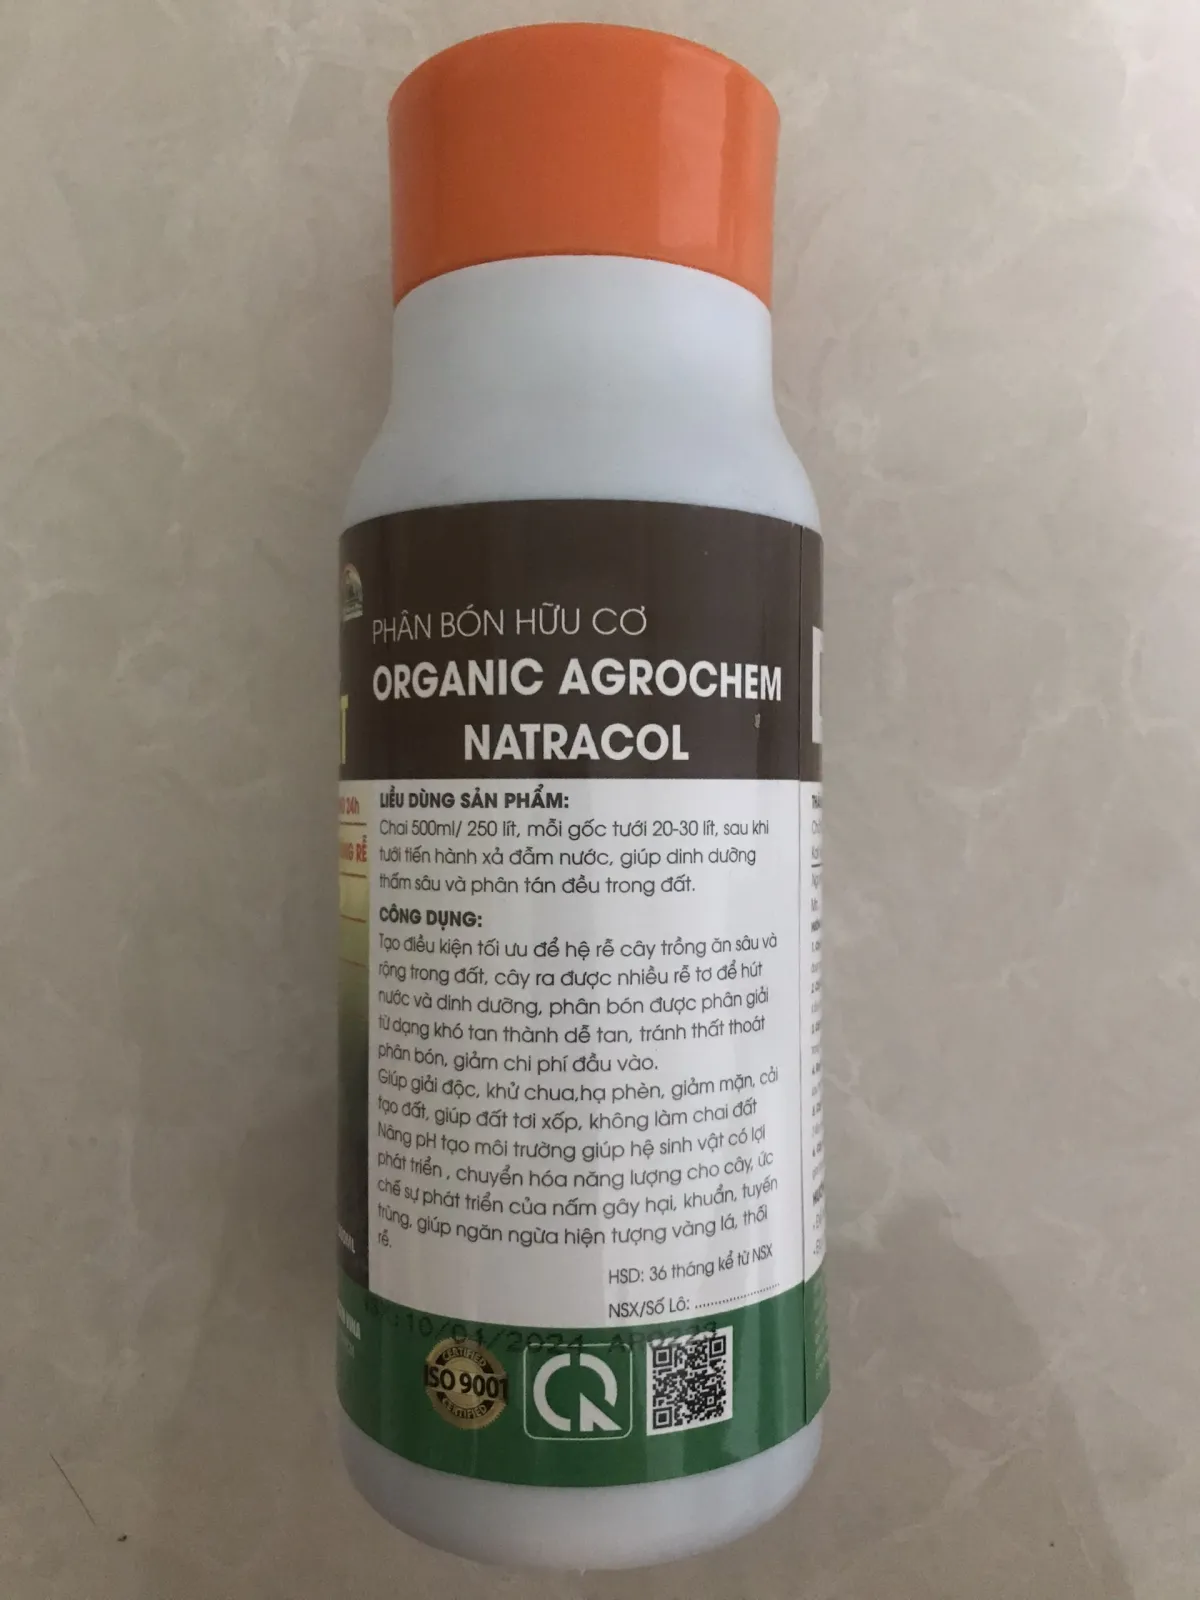 PHÂN BÓN HỮU CƠ
ORGANIC AGROCHEM
NATRACOL
LIỀU DÙNG SẢN PHẨM:
Chai 500ml/ 250 lít, mỗi gốc tưới 20-30 lít, sau khi
tưới tiến hành xả đẫm nước, giúp dinh dưỡng
thấm sâu và phân tán đều trong đất.
CÔNG DỤNG:
Tạo điều kiện tối ưu để hệ rễ cây trồng ăn sâu và
rộng trong đất, cây ra được nhiều rễ tơ để hút
nước và dinh dưỡng, phân bón được phân giải
từ dạng khó tan thành dễ tan, tránh thất thoát
phân bón, giảm chi phí đầu vào.
Giúp giải độc, khử chua,hạ phèn, giảm mặn, cải
tạo đất, giúp đất tơi xốp, không làm chai đất
Nâng pH tạo môi trường giúp hệ sinh vật có lợi
phát triển , chuyển hóa năng lượng cho cây, ức
chế sự phát triển của nấm gây hại, khuẩn, tuyến
trùng, giúp ngăn ngừa hiện tượng vàng lá, thối
rễ.
HSD: 36 tháng kể từ NSX
NSX/Số Lô: ....................
10/01/2024
CERTIFIED
ISO 9001
CERTIFIED
T
24h
RỄ